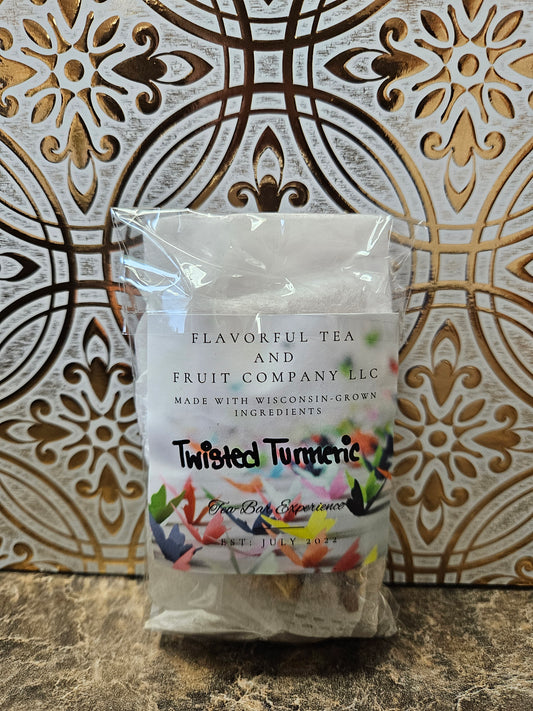 FLAVORFUL TEA
AND
FRUIT COMPANY LLC
MADE WITH WISCONSIN-GROWN
INGREDIENTS
Twisted Turmeric
Tea Bar Experience
EST: JULY 2022